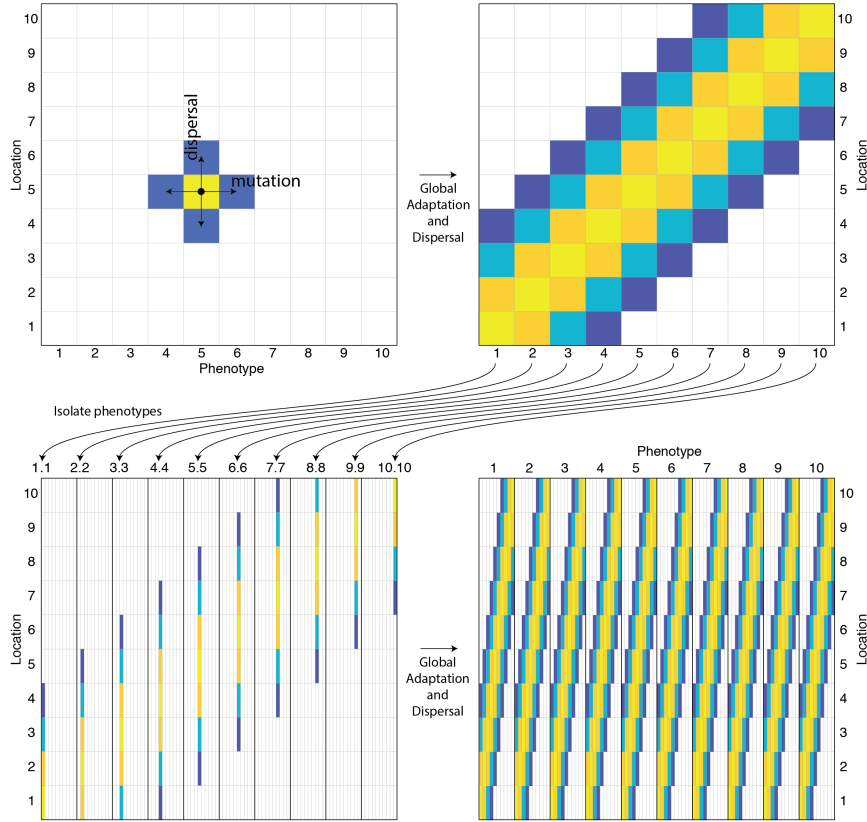 10
9
8
7
6
5
4
3
2
1
Location
dispersal
mutation
1 2 3 4 5 6 7 8 9 10
Phenotype
Global
Adaptation
and
Dispersal
10
9
8
7
6
5
4
3
2
1
Location
1 2 3 4 5 6 7 8 9 10
Isolate phenotypes
1.1 2.2 3.3 4.4 5.5 6.6 7.7 8.8 9.9 10.10
10
9
8
7
6
5
4
3
2
1
Location
Global
Adaptation
and
Dispersal
Phenotype
1 2 3 4 5 6 7 8 9 10
10
9
8
7
6
5
4
3
2
1
Location